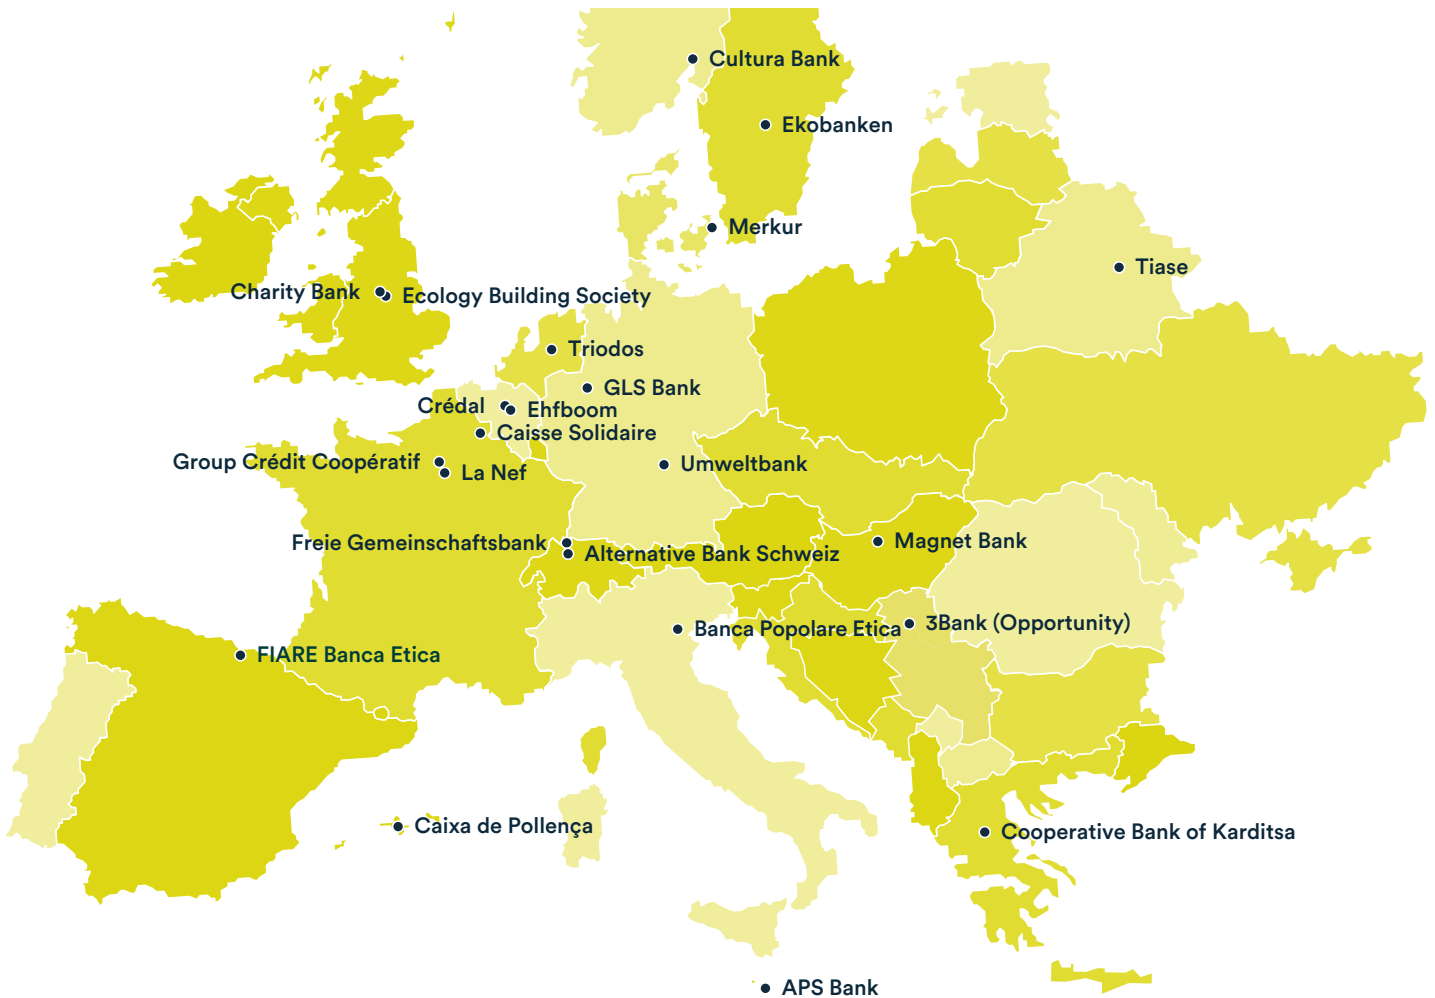 Cultura Bank
Ekobanken
Merkur
Tiase
Charity Bank
Ecology Building Society
Triodos
GLS Bank
Crédal
Ehfboom
Caisse Solidaire
Group Crédit Coopératif
La Nef
Umweltbank
Freie Gemeinschaftsbank
Alternative Bank Schweiz
Magnet Bank
Banca Popolare Etica
3Bank (Opportunity)
FIARE Banca Etica
Caixa de Pollença
Cooperative Bank of Karditsa
APS Bank